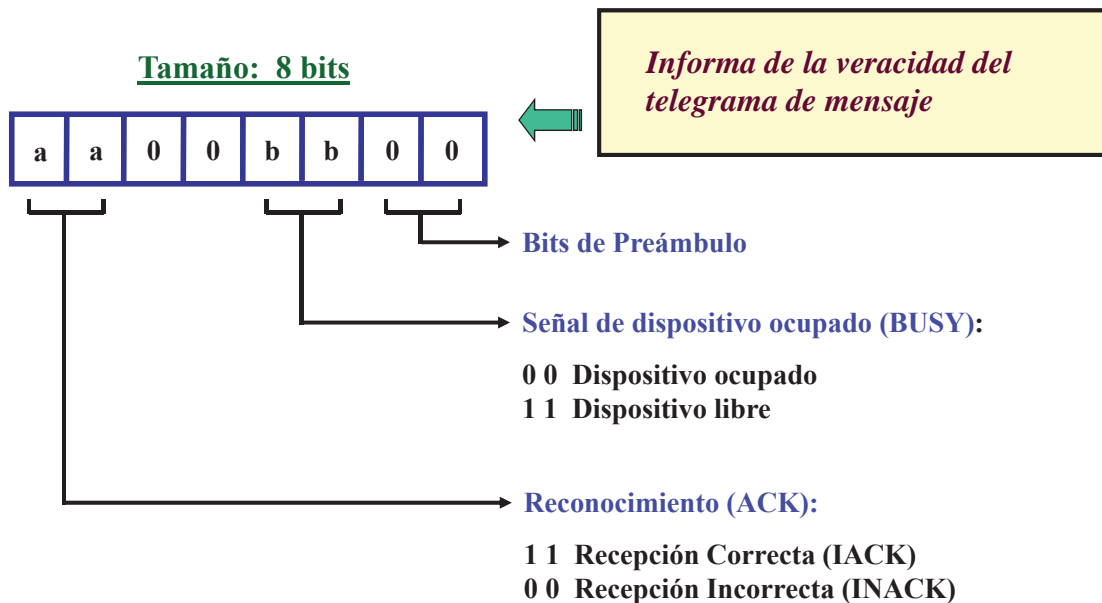 Tamaño: 8 bits
Informa de la veracidad del
telegrama de mensaje
a a 0 0 b b 0 0
Bits de Preámbulo
Señal de dispositivo ocupado (BUSY):
0 0 Dispositivo ocupado
1 1 Dispositivo libre
Reconocimiento (ACK):
1 1 Recepción Correcta (IACK)
0 0 Recepción Incorrecta (INACK)